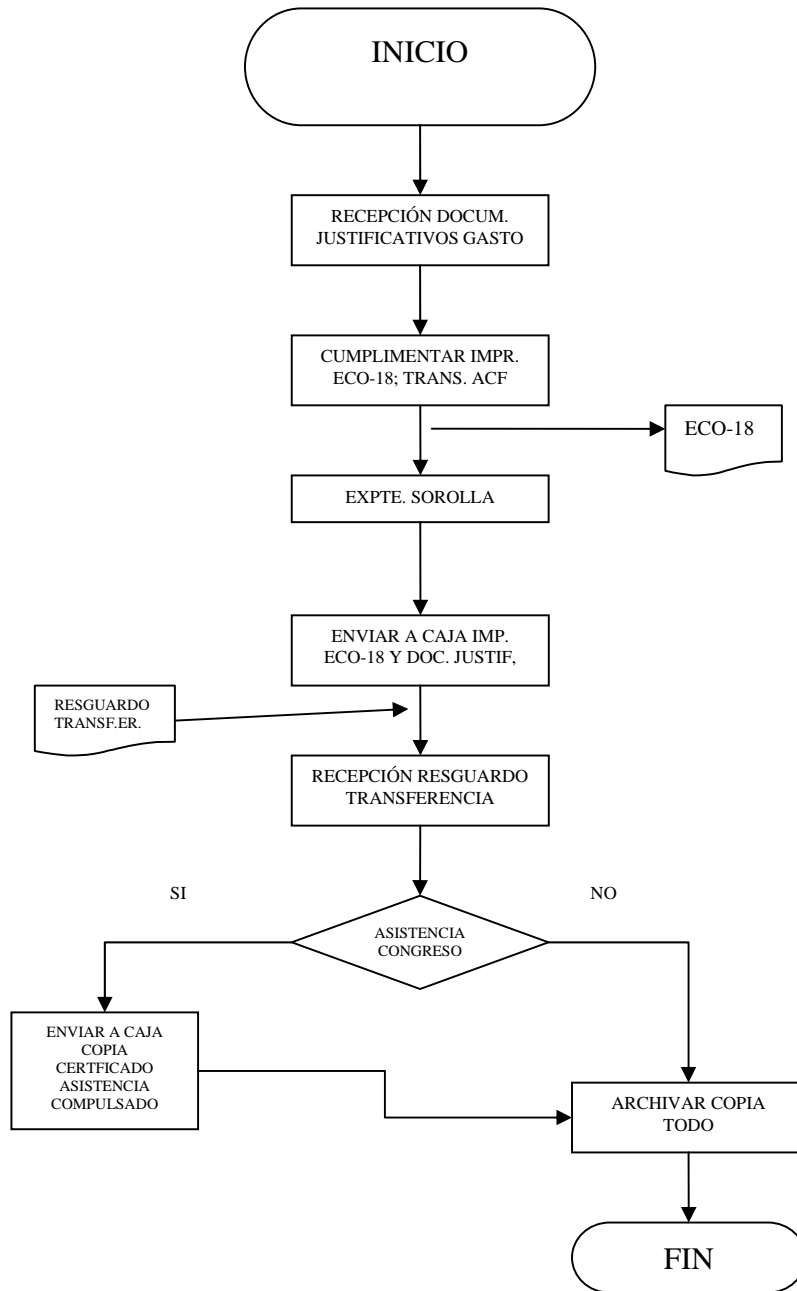 INICIO
RECEPCIÓN DOCUM.
JUSTIFICATIVOS GASTO
CUMPLIMENTAR IMPR.
ECO-18; TRANS. ACF
ECO-18
EXPTE. SOROLLA
ENVIAR A CAJA IMP.
ECO-18 Y DOC. JUSTIF,
RESGUARDO
TRANSF.ER.
RECEPCIÓN RESGUARDO
TRANSFERENCIA
SI
NO
ASISTENCIA
CONGRESO
ENVIAR A CAJA
COPIA
CERTFICADO
ASISTENCIA
COMPULSADO
ARCHIVAR COPIA
TODO
FIN